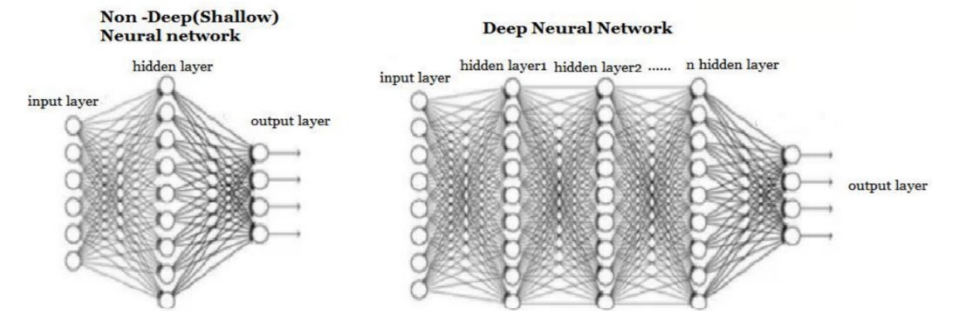 Non -Deep(Shallow)
Neural network
hidden layer
input layer
output layer
Deep Neural Network
input layer
hidden layer1 hidden layer2 ...... n hidden layer
output layer